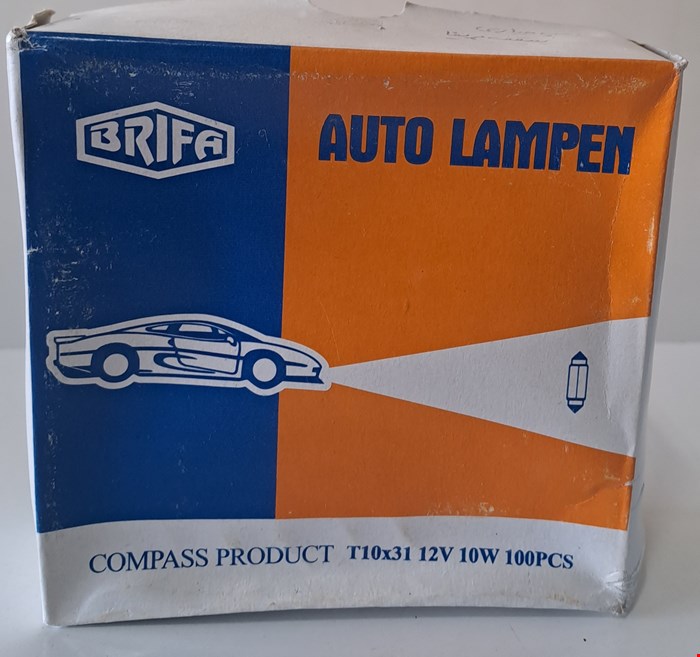 BRIFA
AUTO LAMPEN
COMPASS PRODUCT T10x31 12V 10W 100PCS